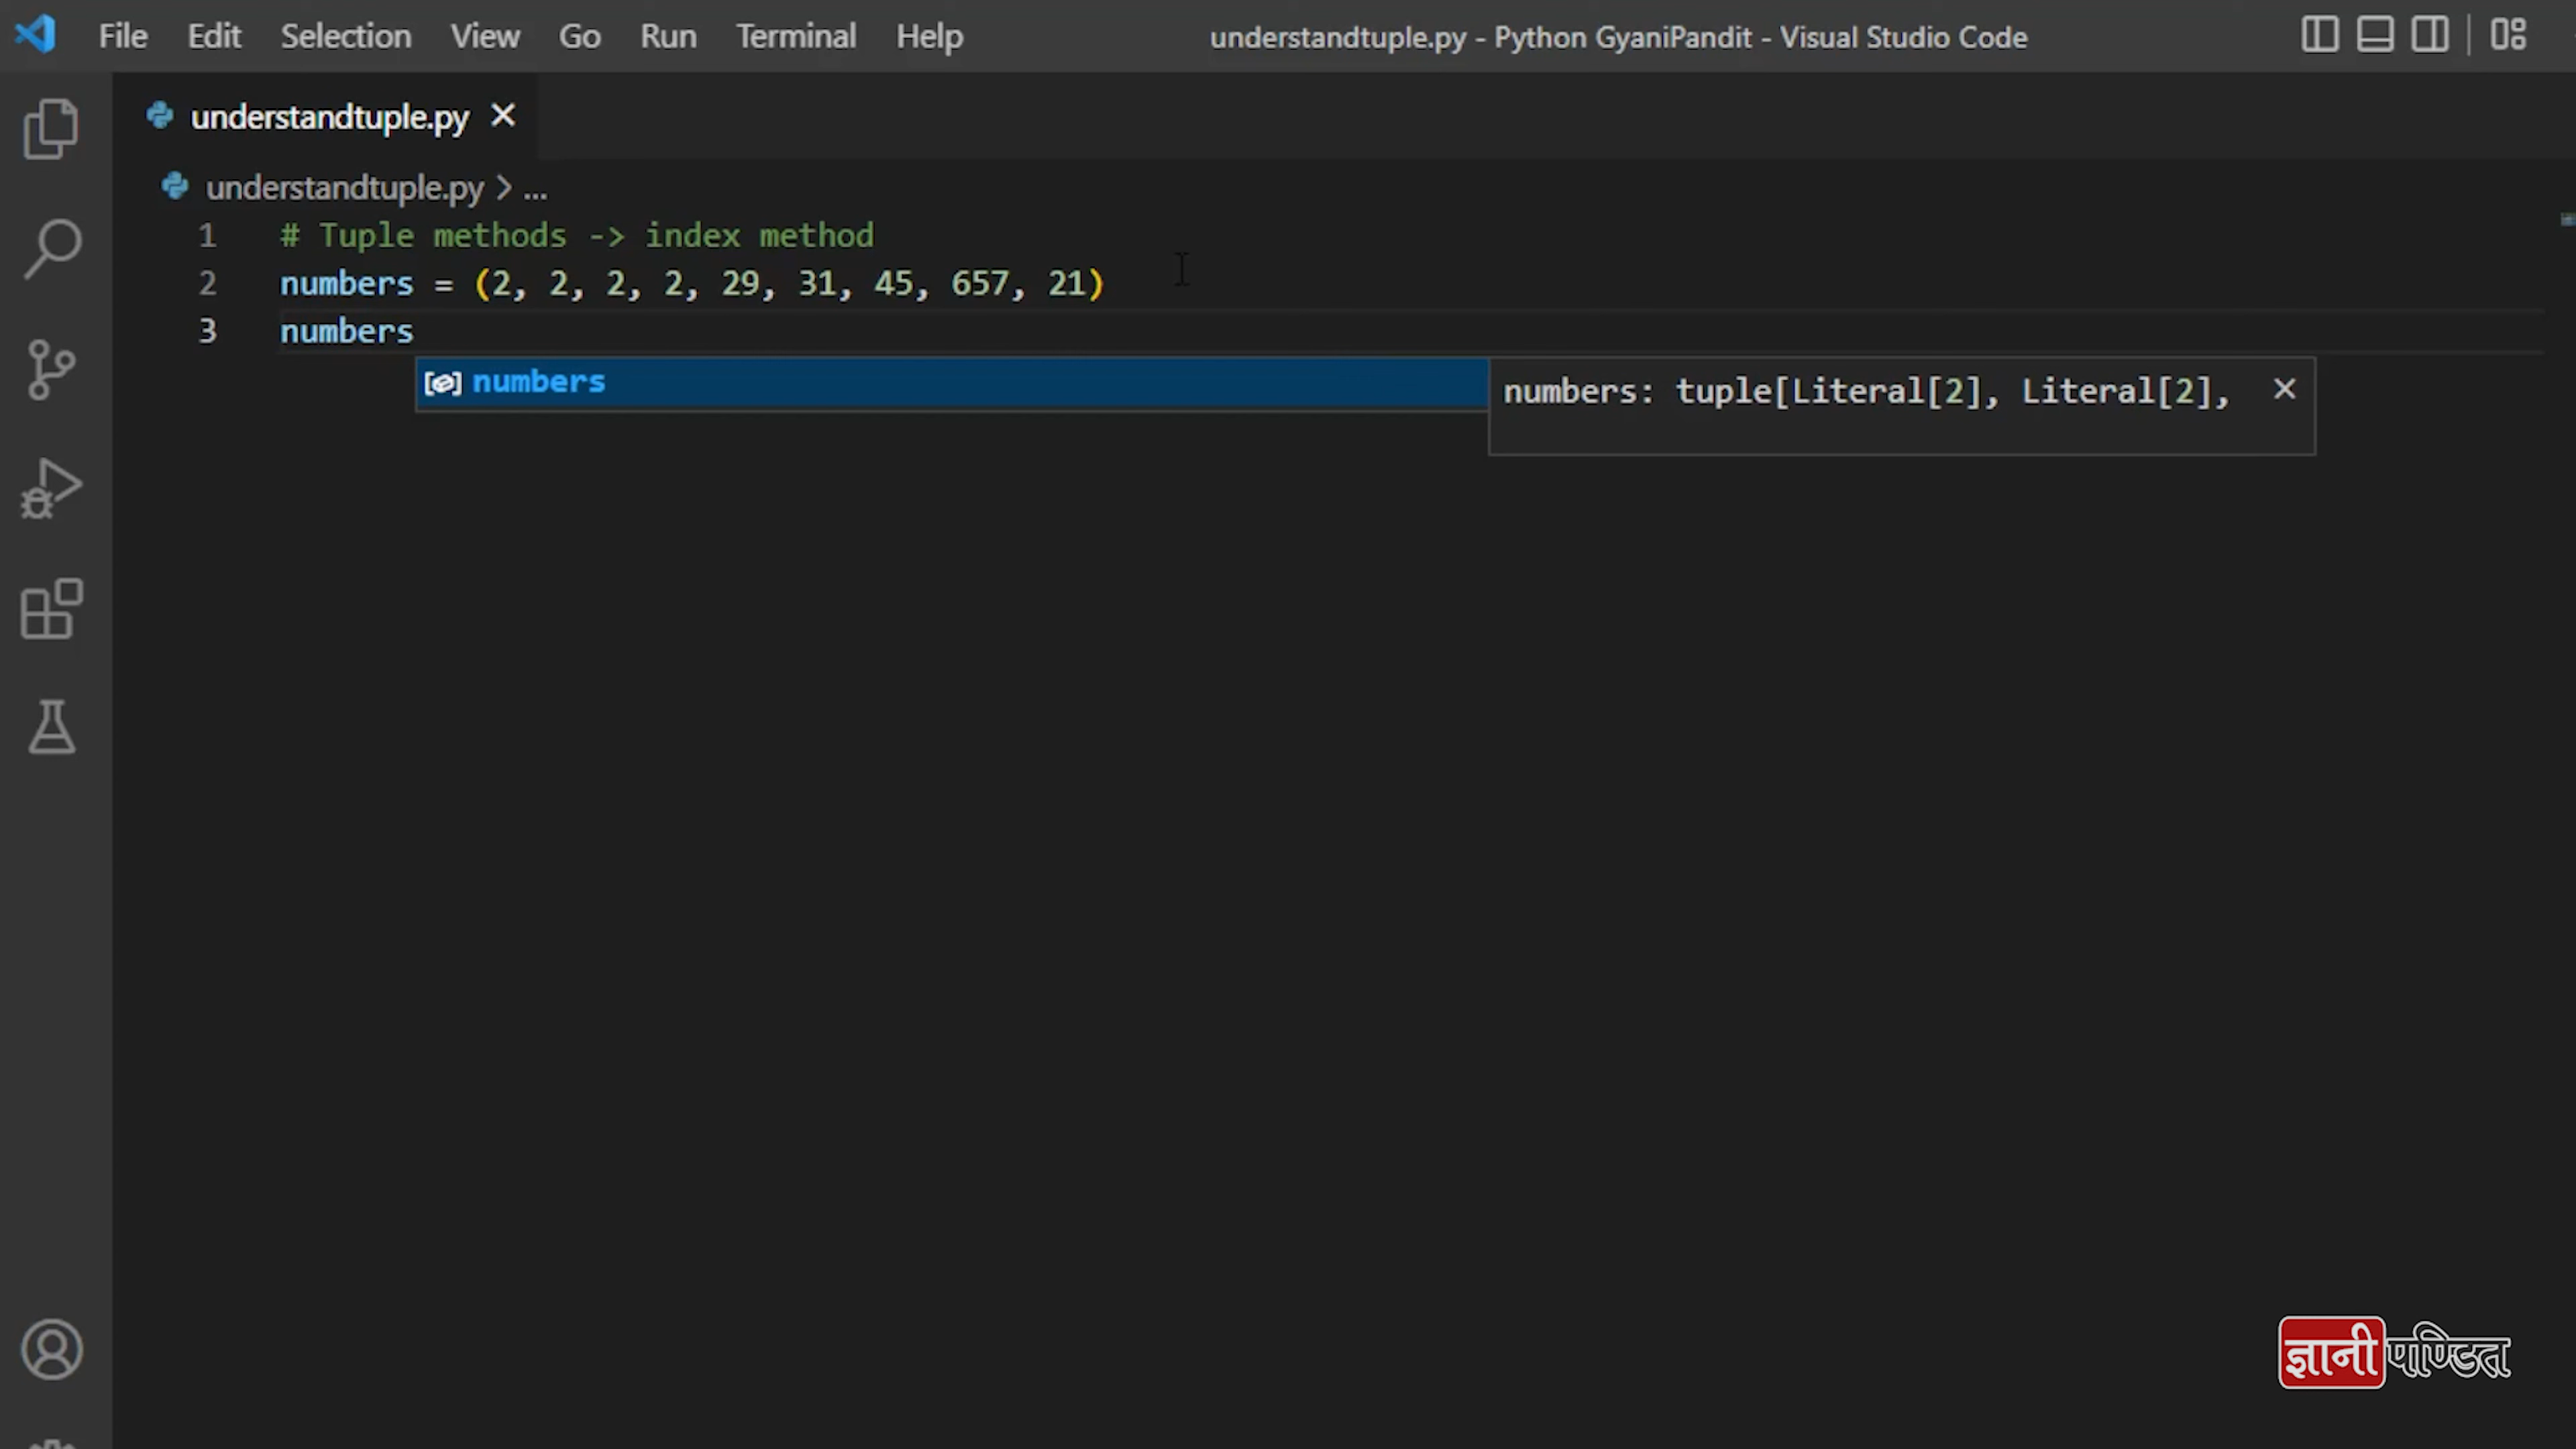 File Edit Selection View Go Run Terminal Help understandtuple.py - Python GyaniPandit - Visual Studio Code
understandtuple.py
understandtuple.py > ...
1 # Tuple methods -> index method
2 numbers = (2, 2, 2, 2, 29, 31, 45, 657, 21)
3 numbers
numbers
numbers: tuple[Literal[2], Literal[2],
ज्ञानीपण्डित